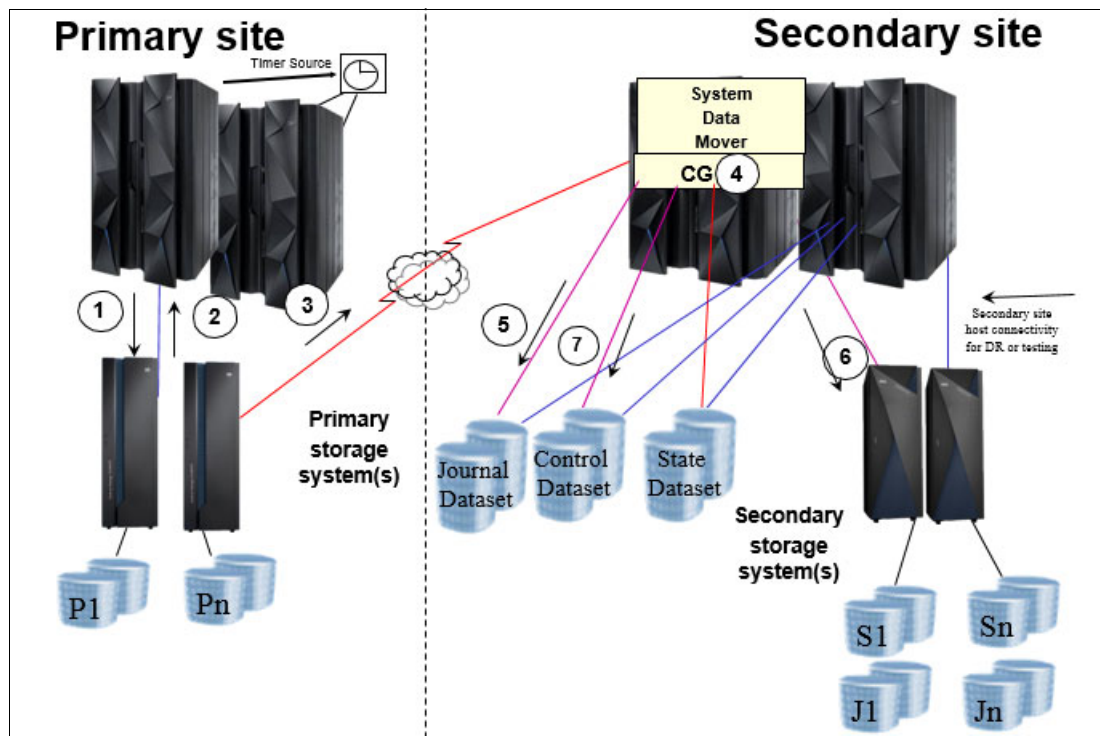 Primary site
Secondary site
Timer Source
System
Data
Mover
CG 4
1
2
3
5
7
6
Secondary site
host connectivity
for DR or testing
Primary
storage
system(s)
Journal
Dataset
Control
Dataset
State
Dataset
Secondary
storage
system(s)
P1
Pn
S1
Sn
J1
Jn